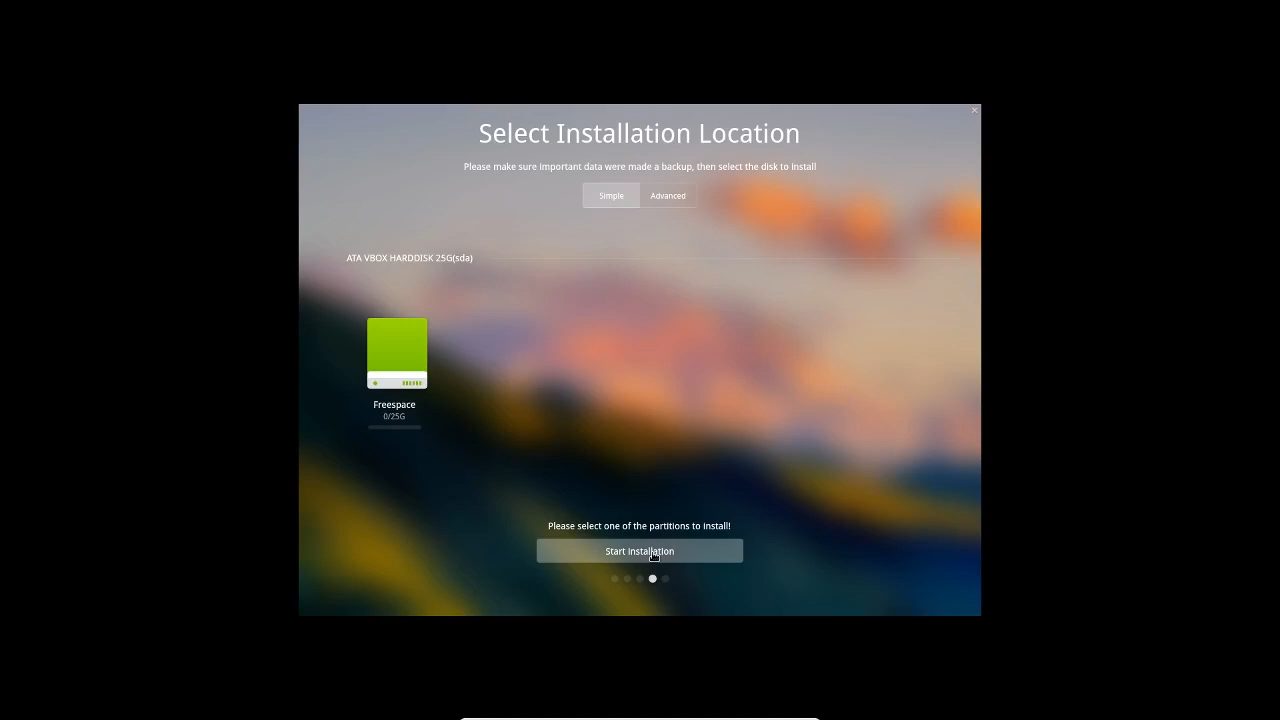 Select Installation Location
Please make sure important data were made a backup, then select the disk to install
Simple
Advanced
ATA VBOX HARDDISK 25G(sda)
Freespace
0/25G
Please select one of the partitions to install!
Start installation